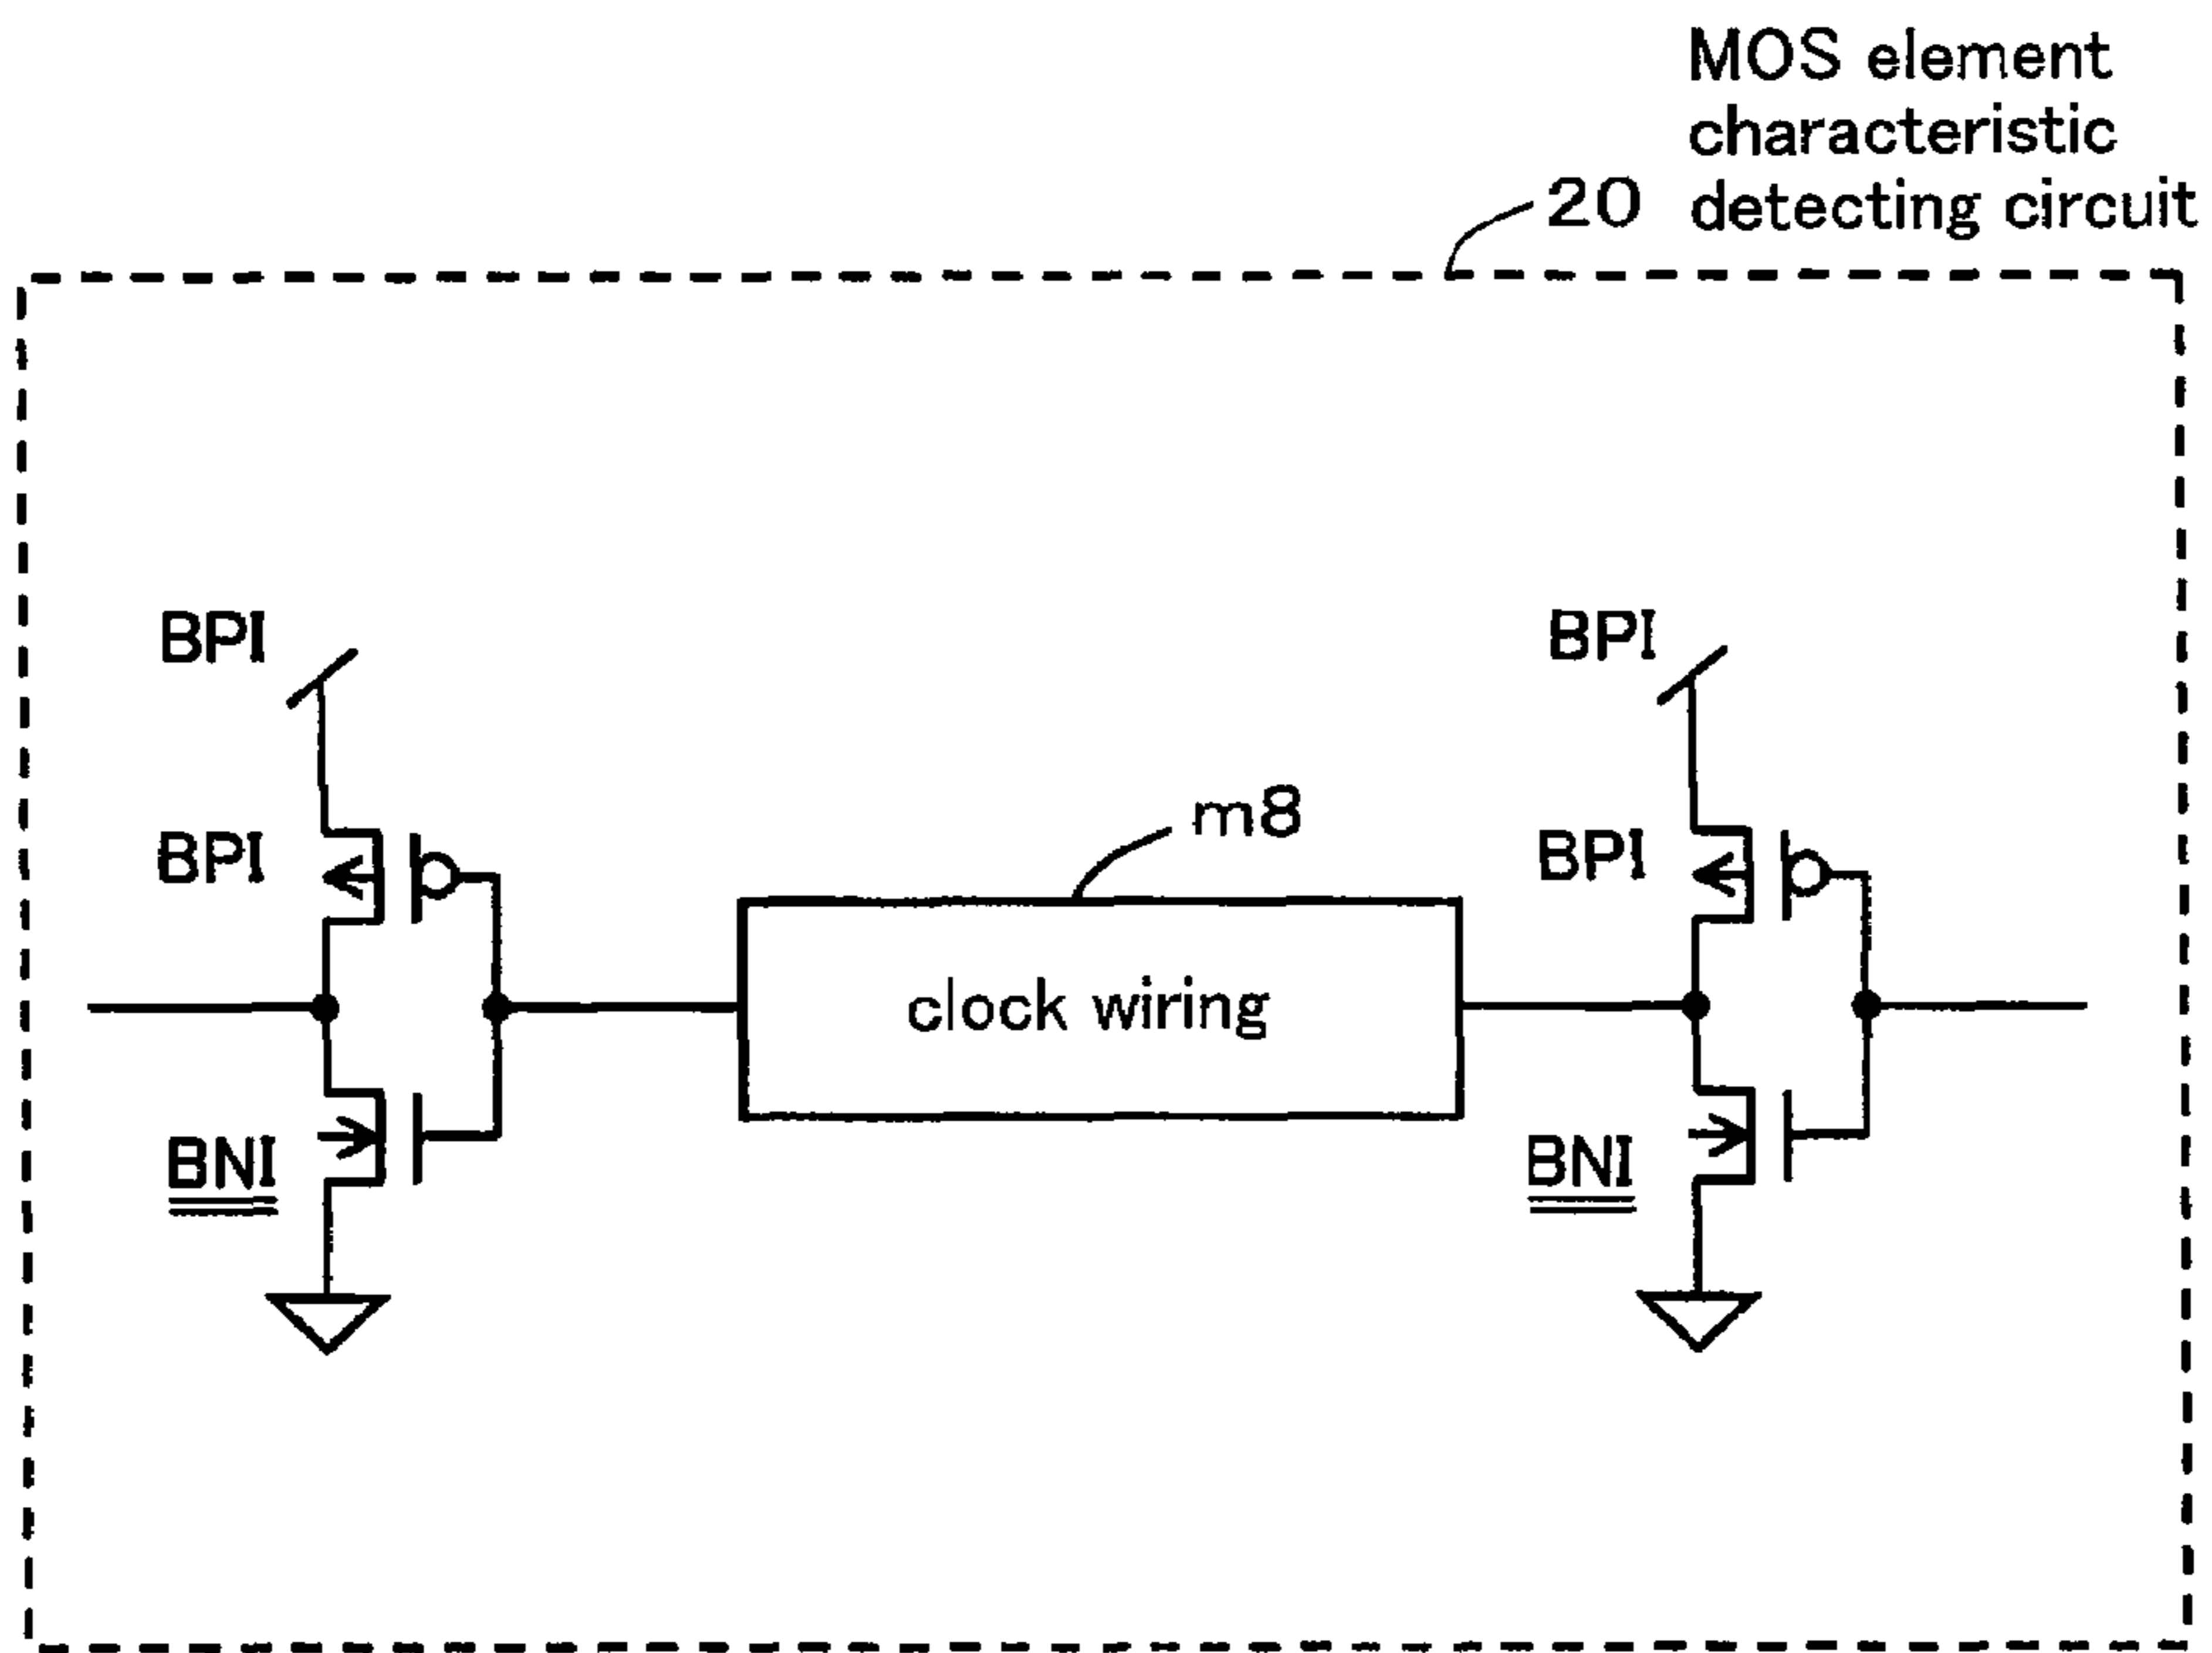 MOS element
characteristic
20 detecting circuit
BPI BPI
m8
BPI BPI
clock wiring
BNI BNI